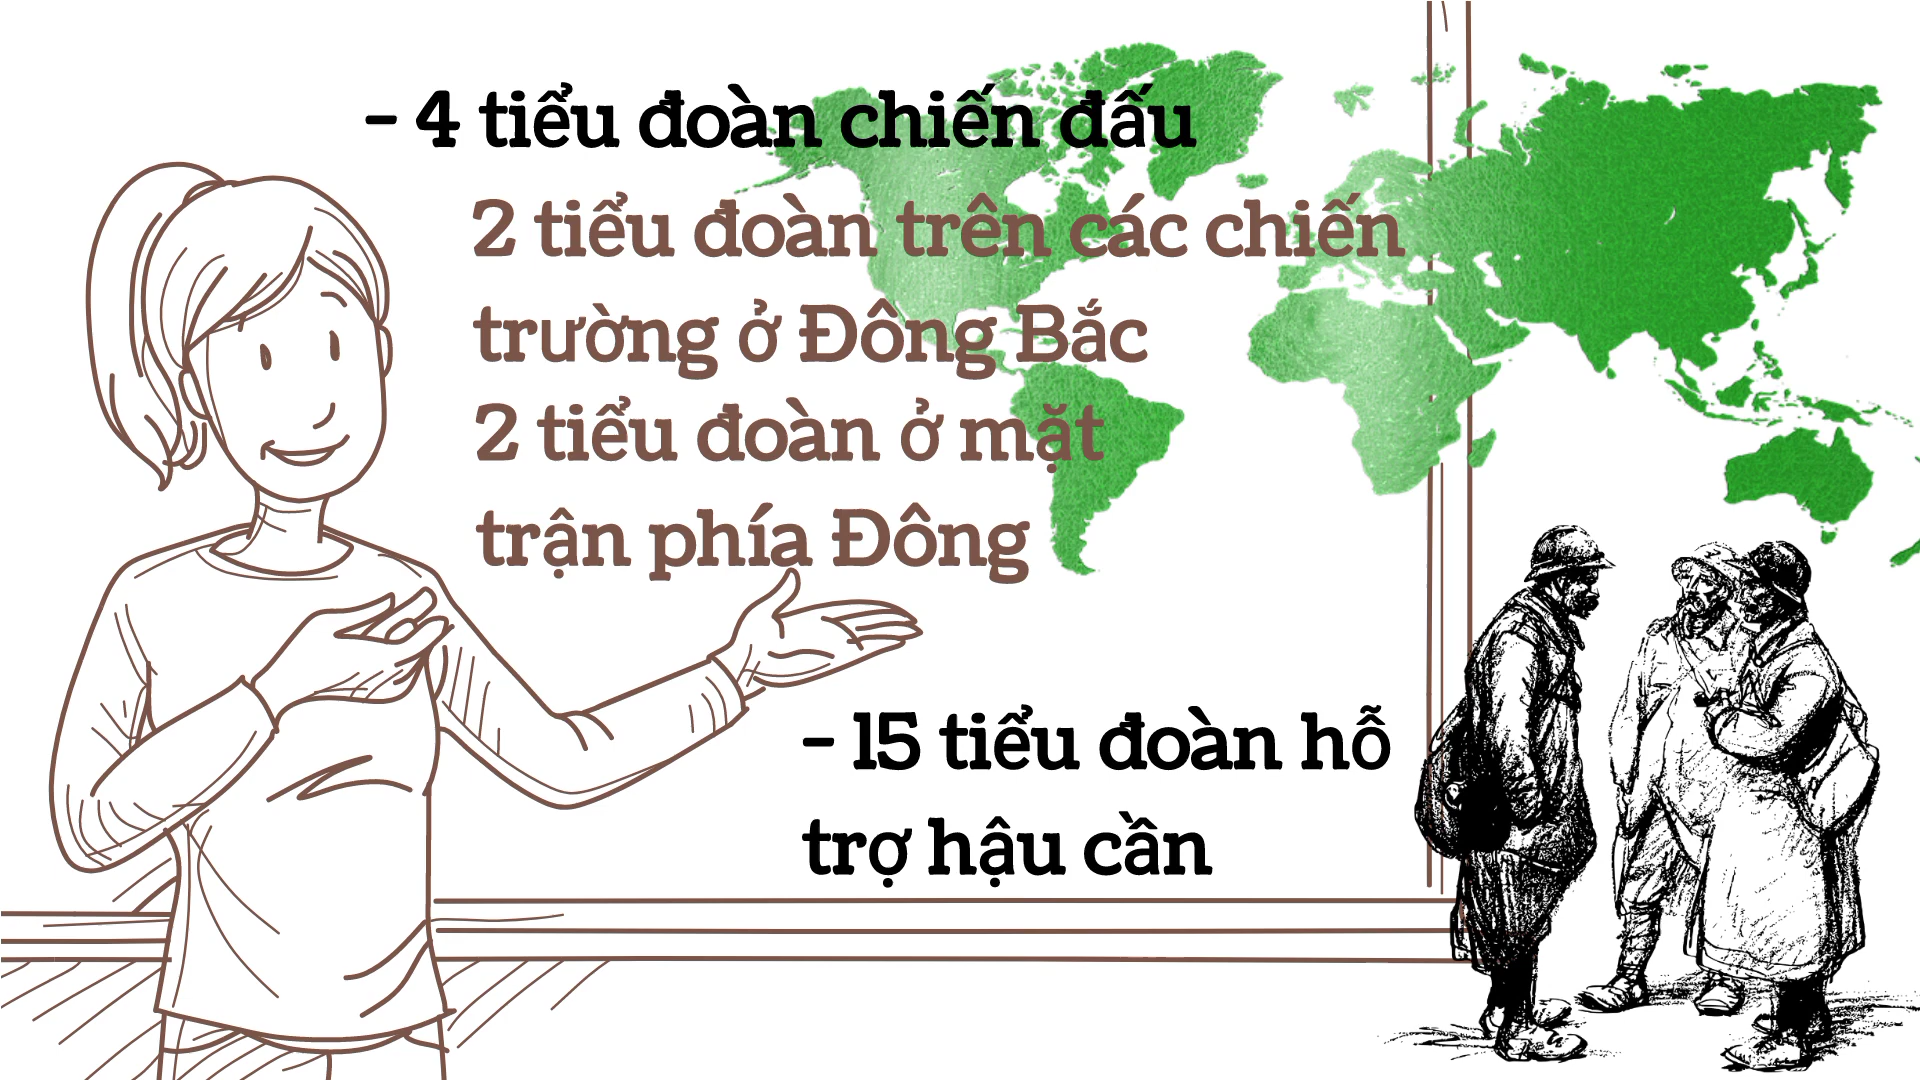 - 4 tiểu đoàn chiến đấu
2 tiểu đoàn trên các chiến
trường ở Đông Bắc
2 tiểu đoàn ở mặt
trận phía Đông
- 15 tiểu đoàn hỗ
trợ hậu cần